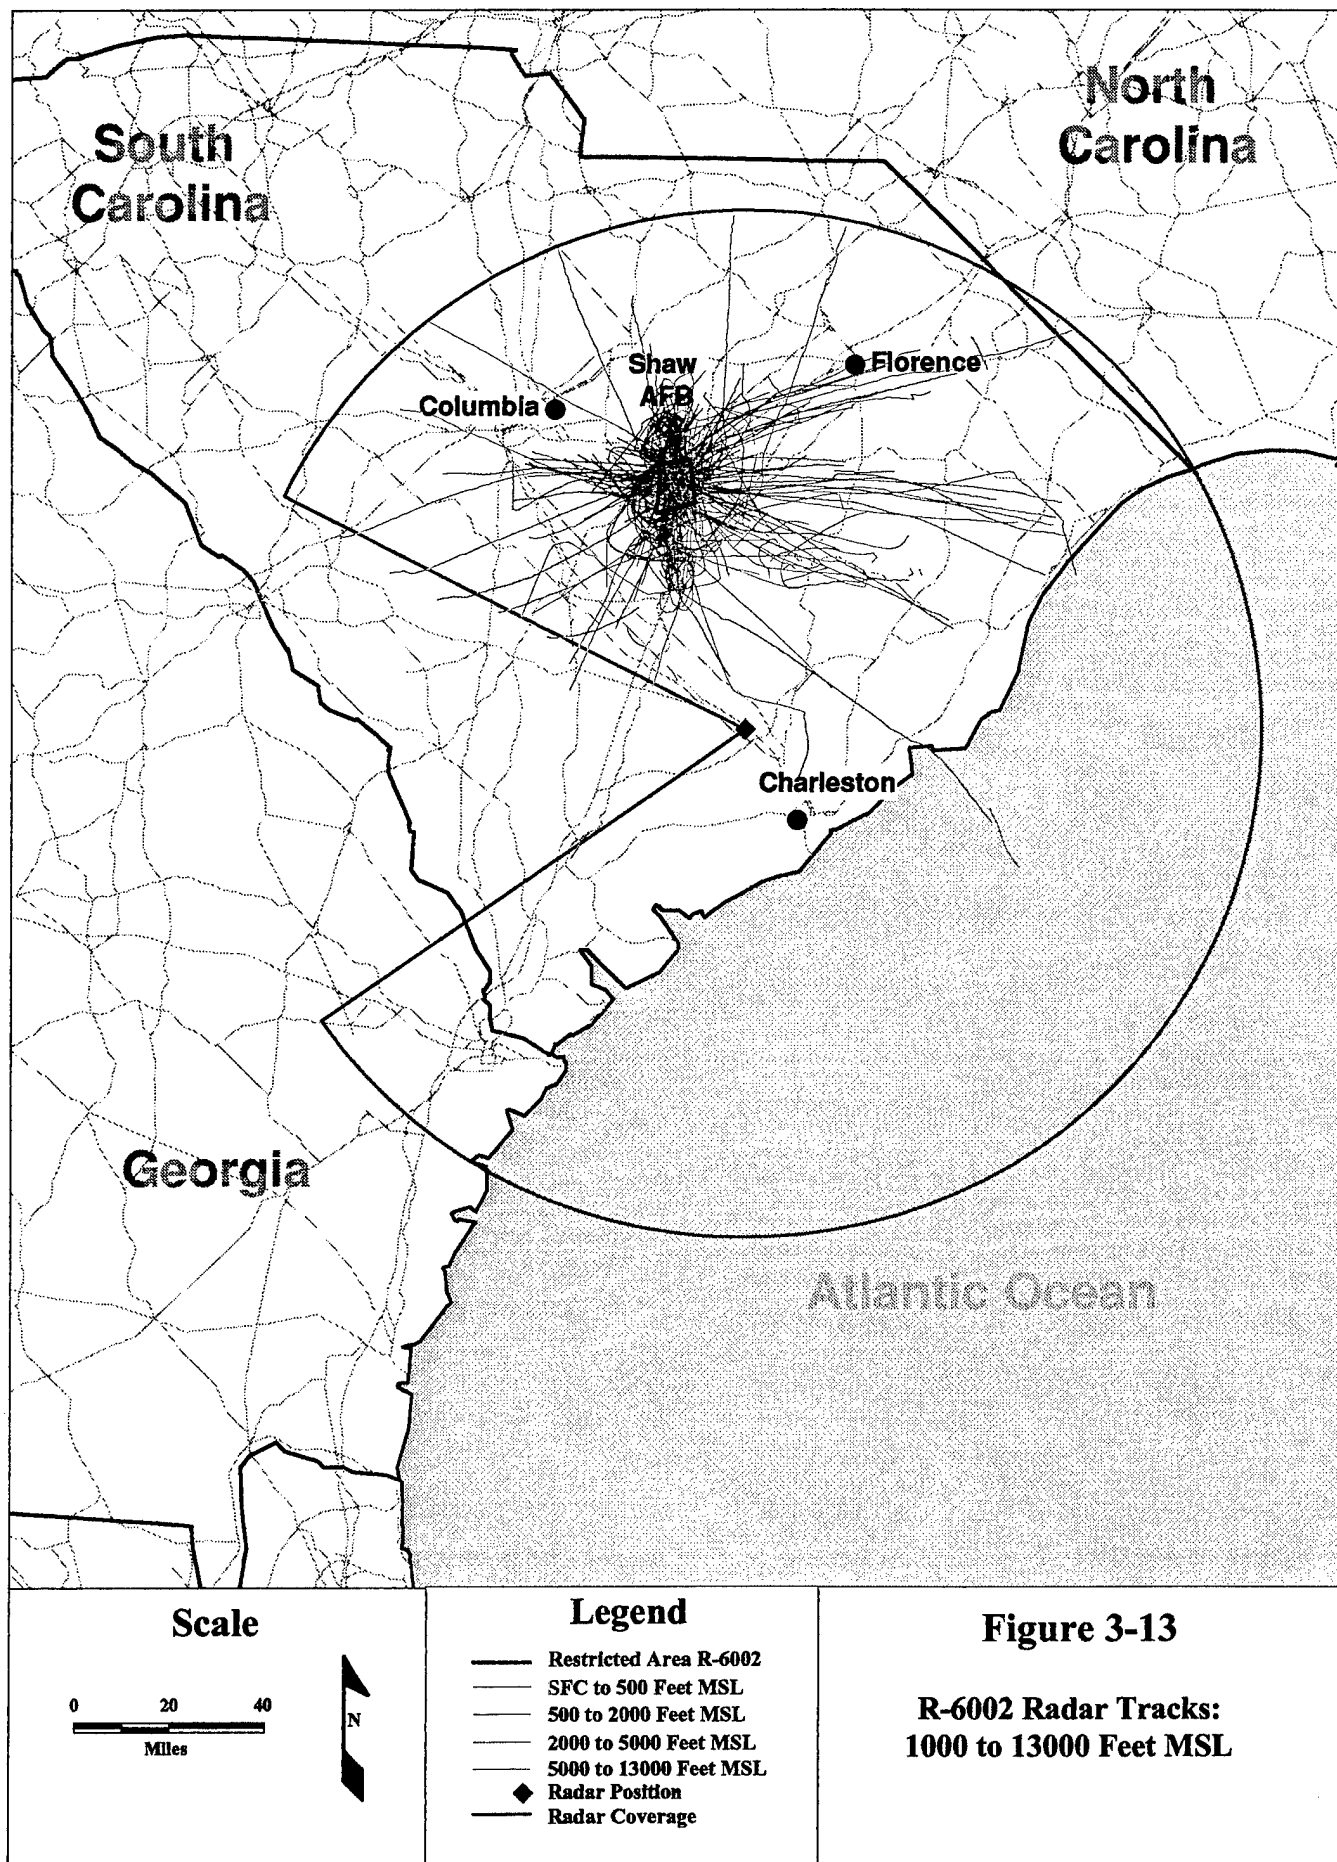 North
Carolina
South
Carolina
Shaw
AFB
Florence
Columbia
Charleston
Georgia
Atlantic Ocean
Scale
0 20 40
Miles
N
Legend
Restricted Area R-6002
SFC to 500 Feet MSL
500 to 2000 Feet MSL
2000 to 5000 Feet MSL
5000 to 13000 Feet MSL
Radar Position
Radar Coverage
Figure 3-13
R-6002 Radar Tracks:
1000 to 13000 Feet MSL